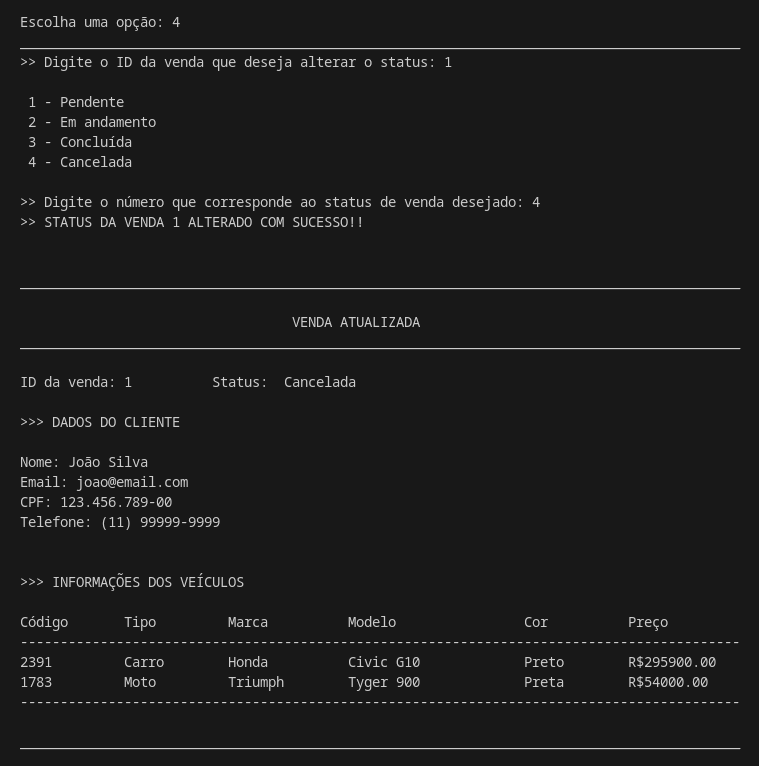 Escolha uma opção: 4
>> Digite o ID da venda que deseja alterar o status: 1
1 - Pendente
2 - Em andamento
3 - Concluída
4 - Cancelada
>> Digite o número que corresponde ao status de venda desejado: 4
>> STATUS DA VENDA 1 ALTERADO COM SUCESSO!!
VENDA ATUALIZADA
ID da venda: 1          Status:  Cancelada
>>> DADOS DO CLIENTE
Nome: João Silva
Email: joao@email.com
CPF: 123.456.789-00
Telefone: (11) 99999-9999
>>> INFORMAÇÕES DOS VEÍCULOS
Código       Tipo         Marca          Modelo                Cor          Preço
------------------------------------------------------------------------------------------
2391         Carro        Honda          Civic G10             Preto        R$295900.00
1783         Moto         Triumph        Tyger 900             Preta        R$54000.00
------------------------------------------------------------------------------------------